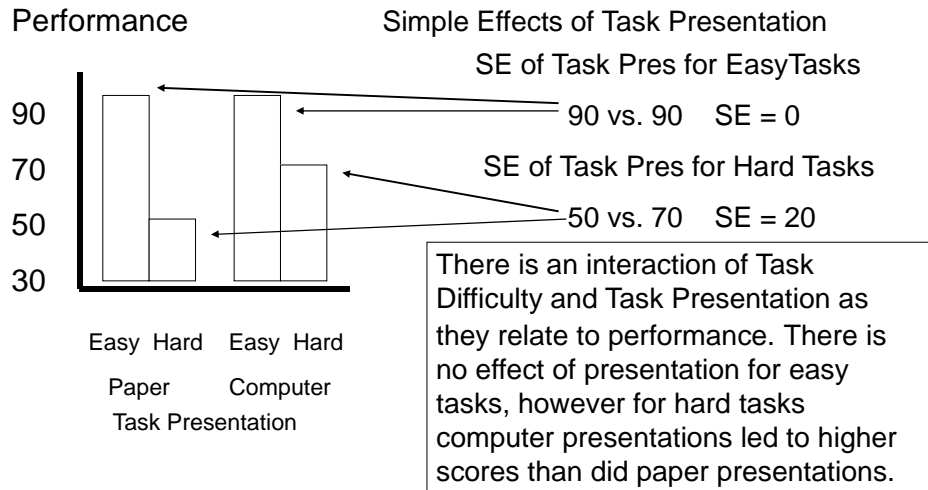 Performance
Simple Effects of Task Presentation
SE of Task Pres for EasyTasks
90 vs. 90 SE = 0
SE of Task Pres for Hard Tasks
50 vs. 70 SE = 20
90
70
50
30
Easy Hard Easy Hard
Paper Computer
Task Presentation
There is an interaction of Task
Difficulty and Task Presentation as
they relate to performance. There is
no effect of presentation for easy
tasks, however for hard tasks
computer presentations led to higher
scores than did paper presentations.